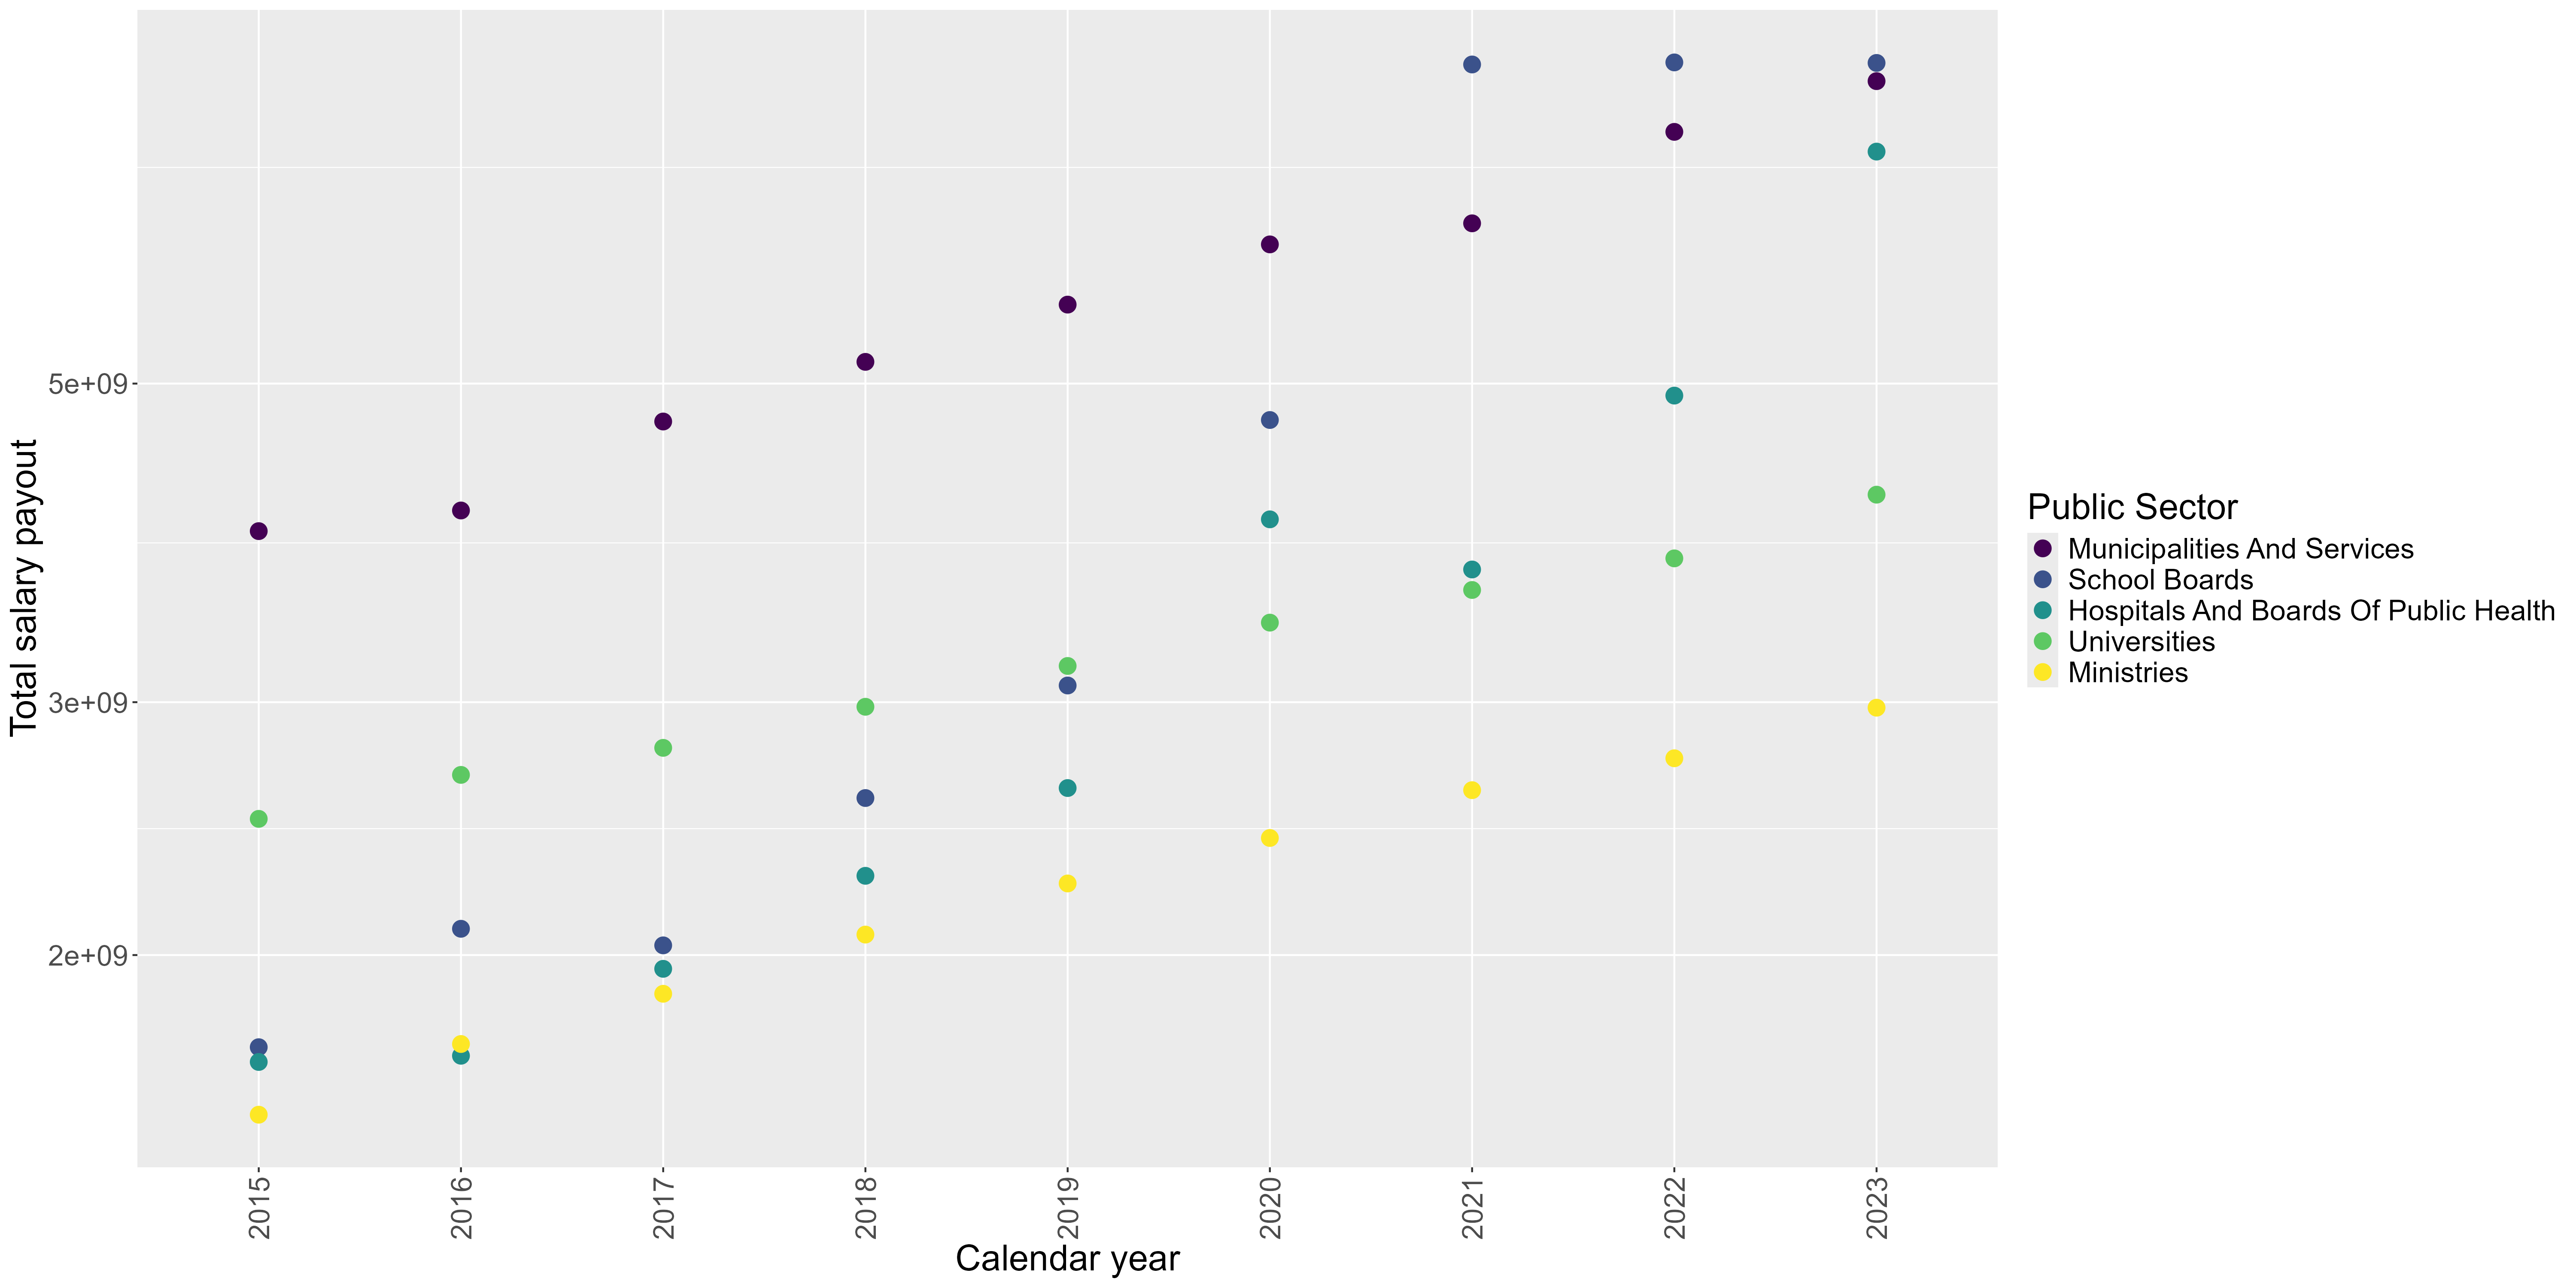 Total salary payout
5e+09
3e+09
2e+09
2015
2016
2017
2018
2019
2020
2021
2022
2023
Calendar year
Public Sector
Municipalities And Services
School Boards
Hospitals And Boards Of Public Health
Universities
Ministries